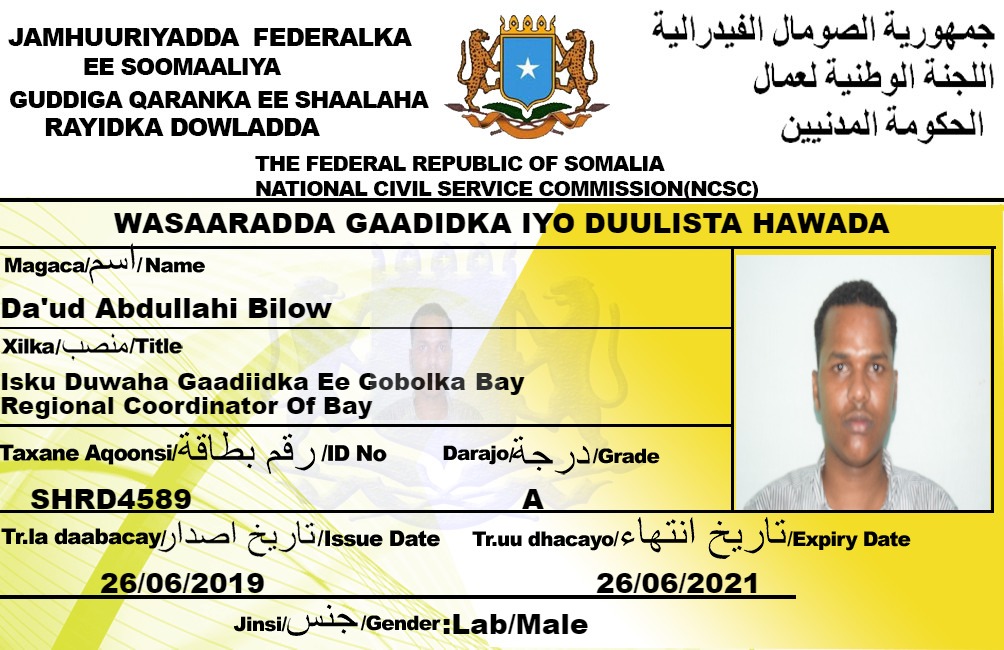 JAMHUURIYADDA FEDERALKA
EE SOOMAALIYA
GUDDIGA QARANKA EE SHAALAHA
RAYIDKA DOWLADDA
جمهورية الصومال الفيدرالية
اللجنة الوطنية لعمال
الحكومة المدنيين
THE FEDERAL REPUBLIC OF SOMALIA
NATIONAL CIVIL SERVICE COMMISSION(NCSC)
WASAARADDA GAADIDKA IYO DUULISTA HAWADA
Magaca/اسم/Name
Da'ud Abdullahi Bilow
Xilka/منصب/Title
Isku Duwaha Gaadiidka Ee Gobolka Bay
Regional Coordinator Of Bay
Taxane Aqoonsi/رقم بطاقة/ID No
SHRD4589
Darajo/درجة/Grade
A
Tr.la daabacay/تاريخ اصدار/Issue Date
26/06/2019
Tr.uu dhacayo/تاريخ انتهاء/Expiry Date
26/06/2021
Jinsi/جنس/Gender:Lab/Male